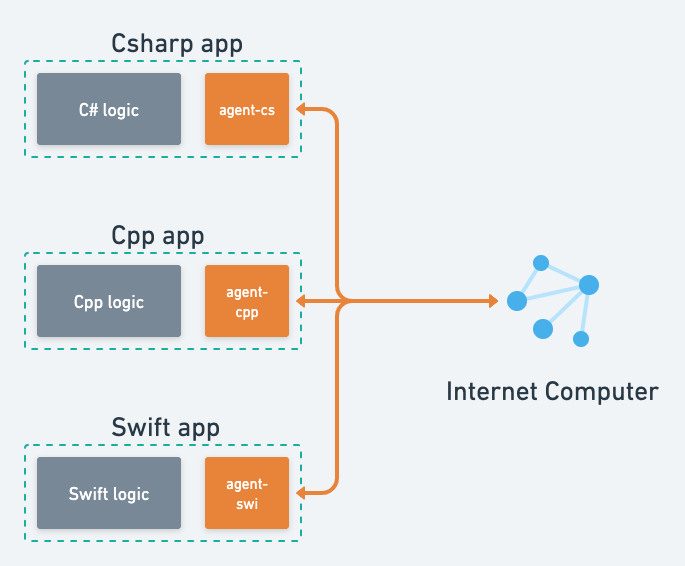 Csharp app
C# logic
agent-cs
Cpp app
Cpp logic
agent-
cpp
Internet Computer
Swift app
Swift logic
agent-
swi